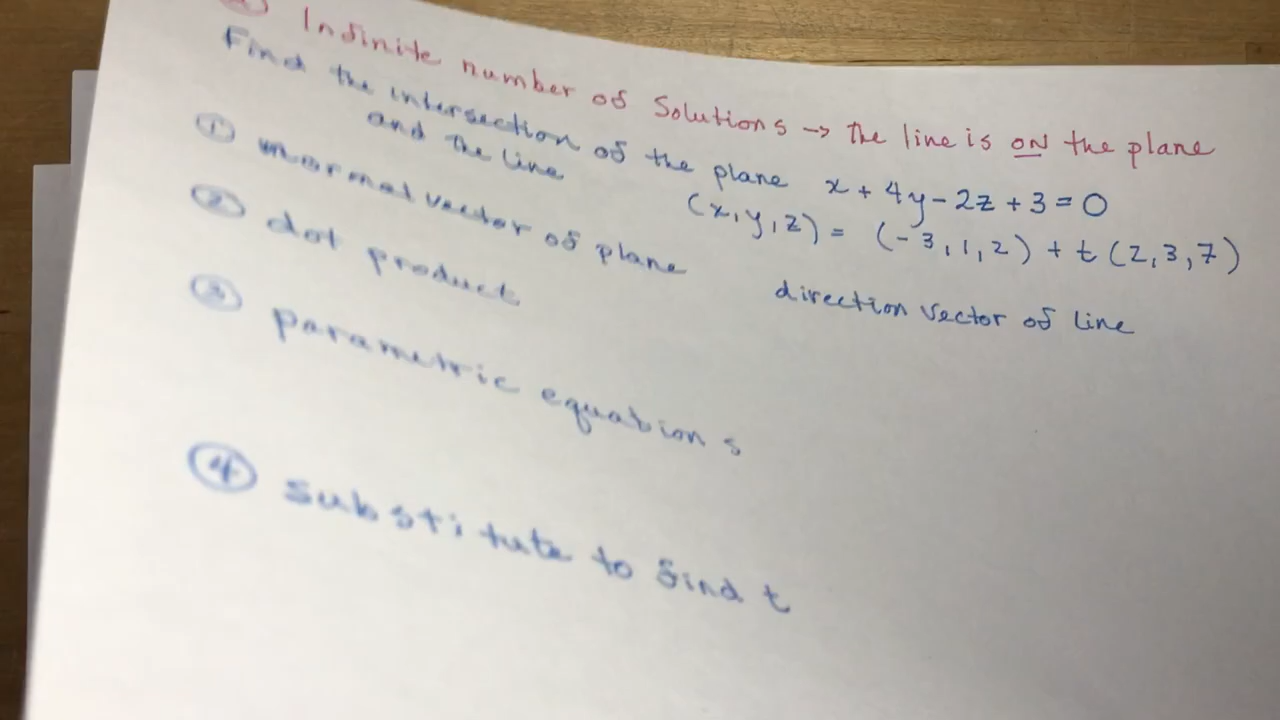 ② Infinite number of Solutions → The line is ON the plane
Find the intersection of the plane x + 4y - 2z + 3 = 0
and the line (x, y, z) = (-3, 1, 2) + t (2, 3, 7)
① normal vector of plane direction vector of line
② dot product
③ parametric equations
④ substitute to find t